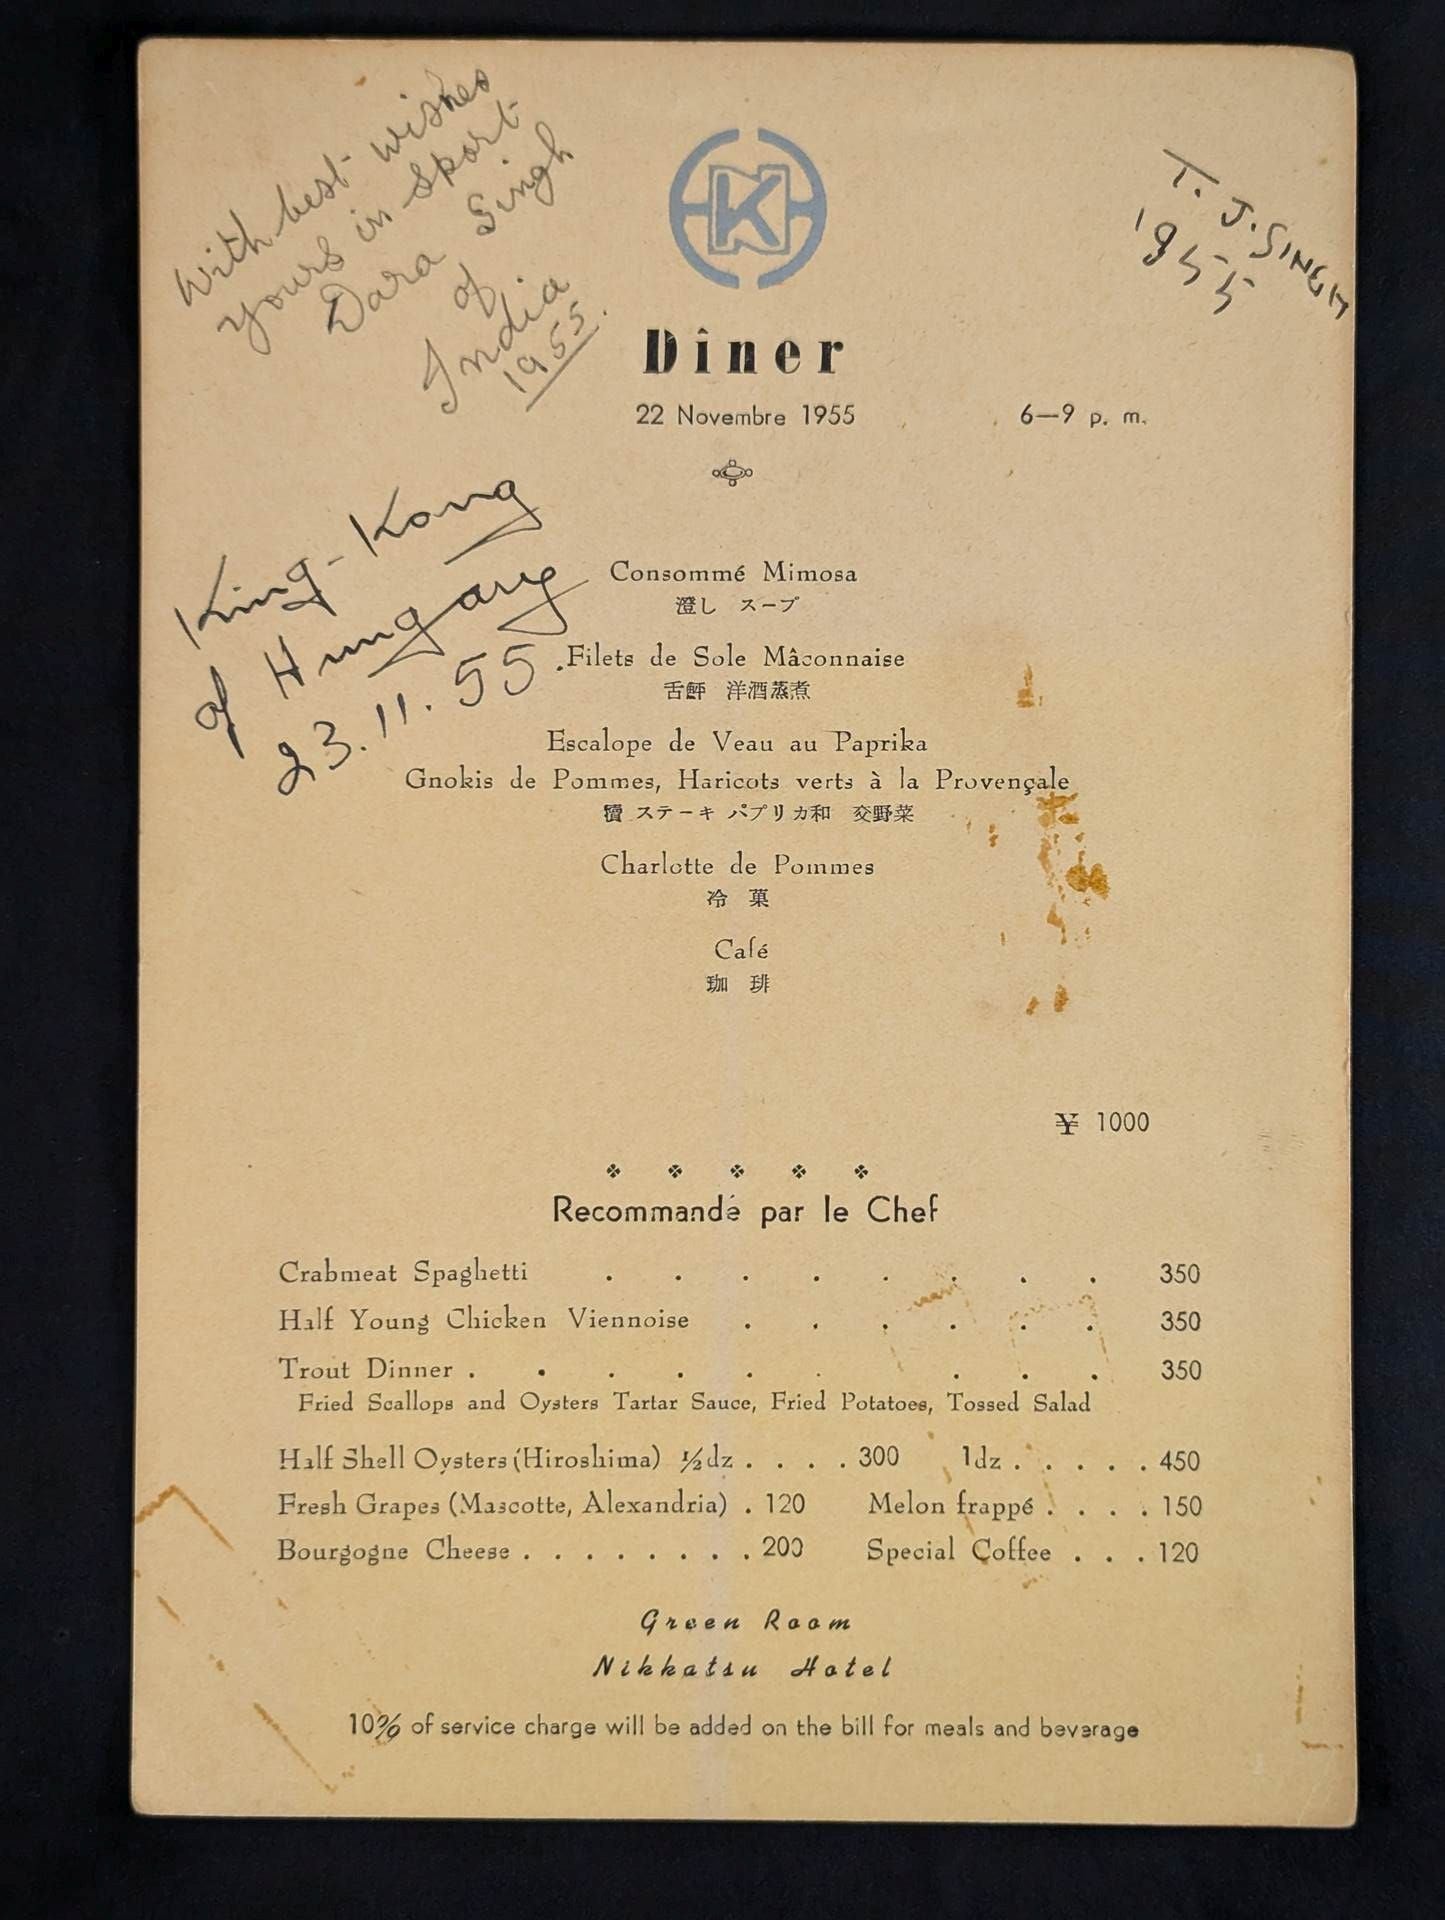 With best wishes
yours in sport
Dara Singh
of
India
1955.
T. J. SINGH
1955
K
Dîner
22 Novembre 1955 6—9 p. m.
King-Kong
of Hungary
23.11.55.
Consommé Mimosa
澄し スープ
Filets de Sole Mâconnaise
舌鮃 洋酒蒸煮
Escalope de Veau au Paprika
Gnokis de Pommes, Haricots verts à la Provençale
犢 ステーキ パプリカ和 交野菜
Charlotte de Pommes
冷 菓
Café
珈 琲
¥ 1000
Recommandé par le Chef
Crabmeat Spaghetti . . . . . . . . 350
Half Young Chicken Viennoise . . . . . . 350
Trout Dinner . . . . . . . . . 350
Fried Scallops and Oysters Tartar Sauce, Fried Potatoes, Tossed Salad
Half Shell Oysters (Hiroshima) ½dz . . . . 300 1dz . . . . . 450
Fresh Grapes (Mascotte, Alexandria) . 120 Melon frappé . . . . 150
Bourgogne Cheese . . . . . . . . 200 Special Coffee . . . 120
Green Room
Nikkatsu Hotel
10% of service charge will be added on the bill for meals and beverage